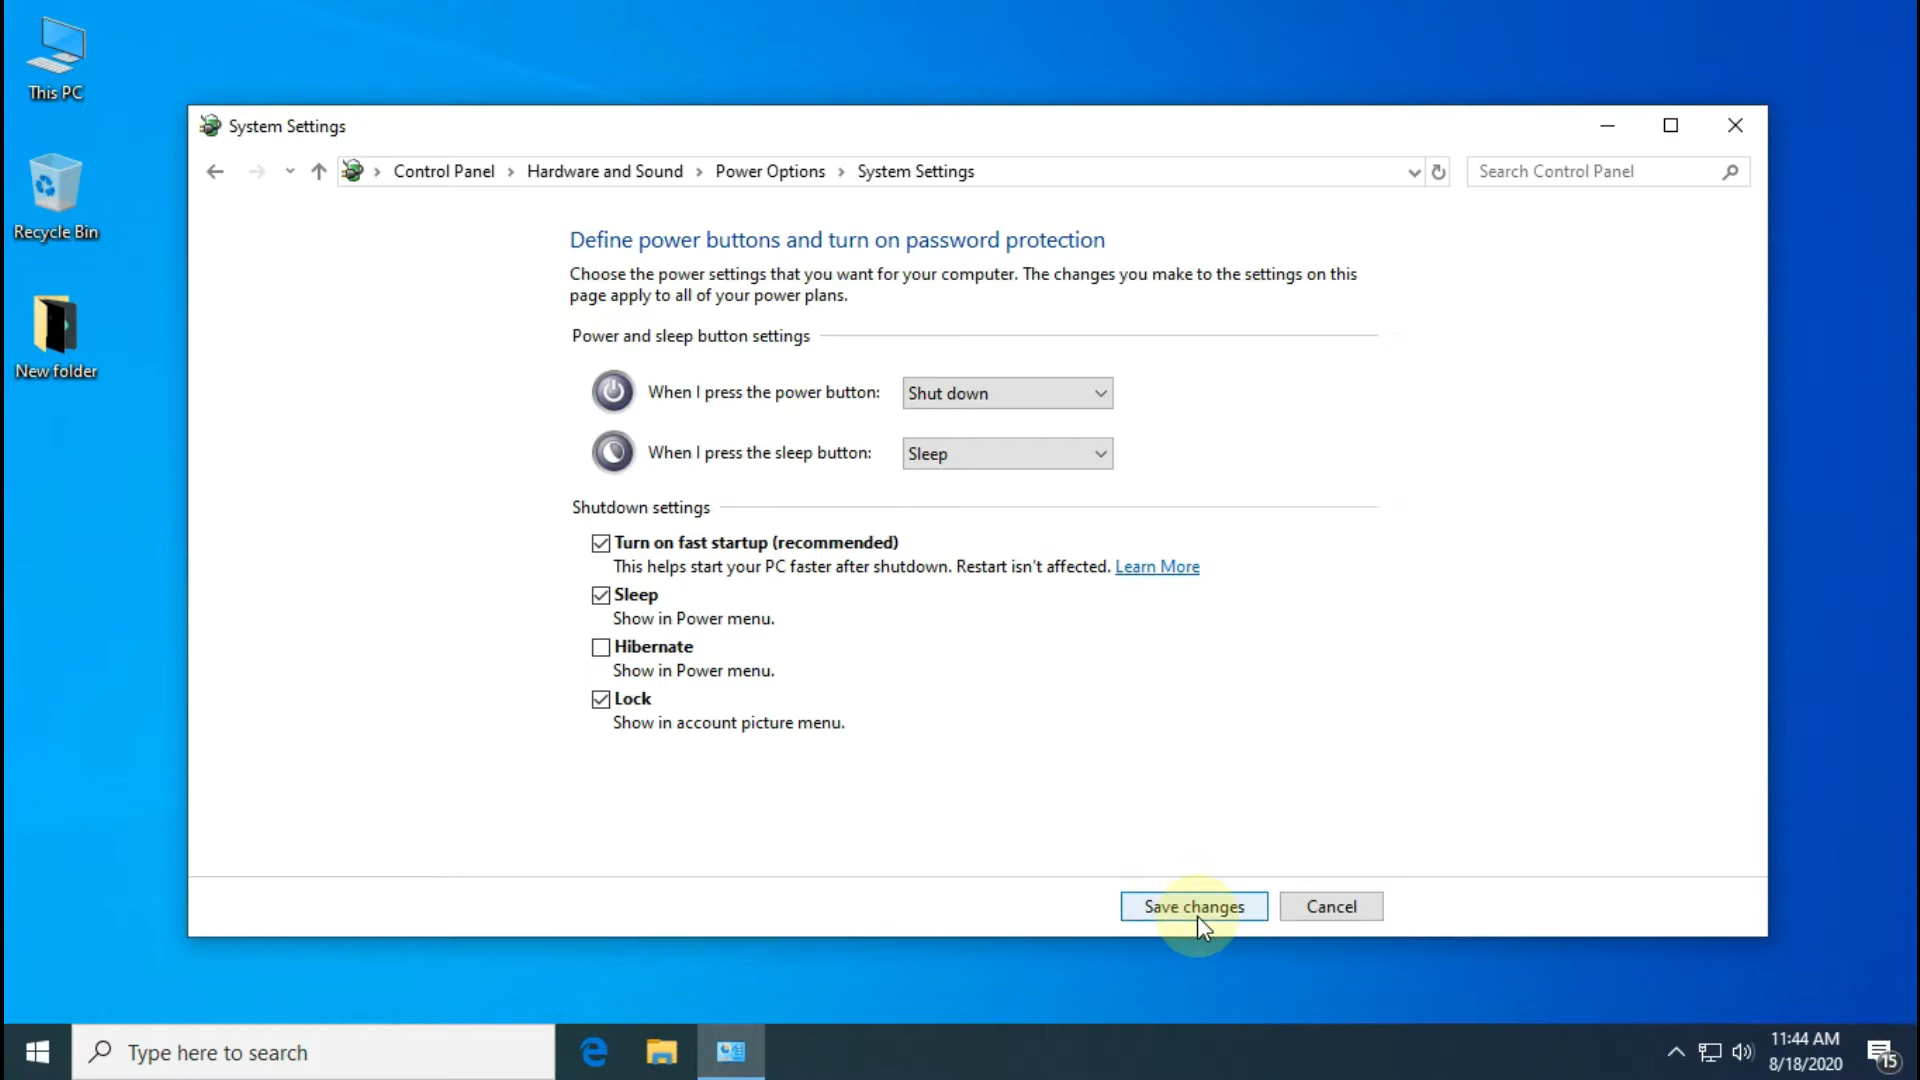 This PC
Recycle Bin
New folder
System Settings
Control Panel > Hardware and Sound > Power Options > System Settings
Search Control Panel
Define power buttons and turn on password protection
Choose the power settings that you want for your computer. The changes you make to the settings on this
page apply to all of your power plans.
Power and sleep button settings
When I press the power button: Shut down
When I press the sleep button: Sleep
Shutdown settings
Turn on fast startup (recommended)
This helps start your PC faster after shutdown. Restart isn't affected. Learn More
Sleep
Show in Power menu.
Hibernate
Show in Power menu.
Lock
Show in account picture menu.
Save changes Cancel
Type here to search
11:44 AM
8/18/2020
15